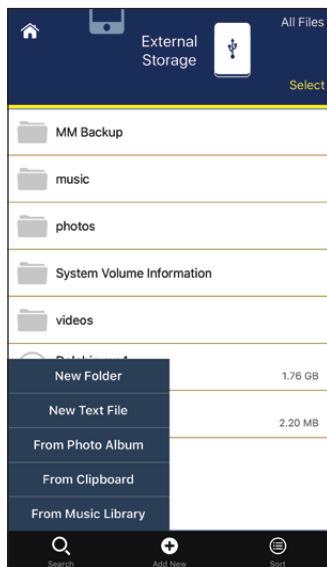 All Files
External
Storage
Select
MM Backup
music
photos
System Volume Information
videos
1.76 GB
2.20 MB
New Folder
New Text File
From Photo Album
From Clipboard
From Music Library
Search
Add New
Sort